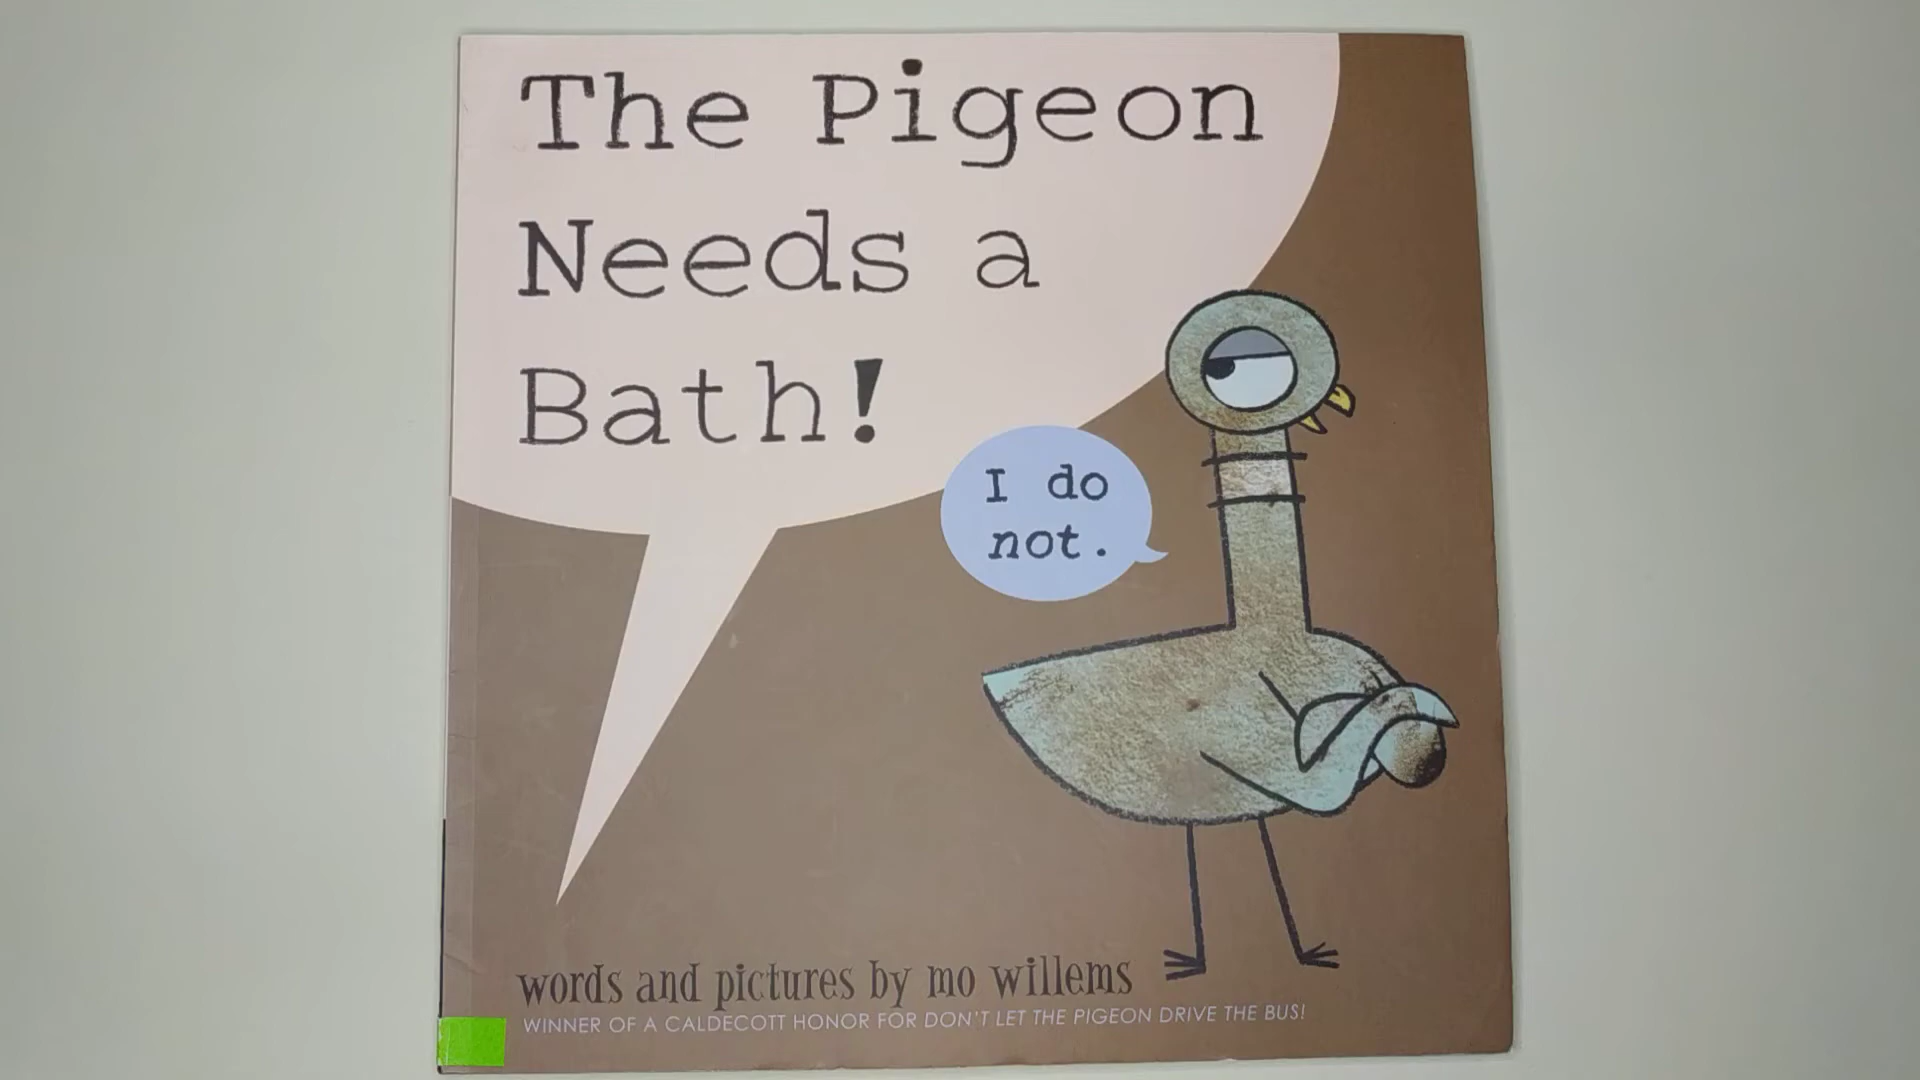 The Pigeon
Needs a
Bath!
I do
not.
words and pictures by mo willems
WINNER OF A CALDECOTT HONOR FOR DON'T LET THE PIGEON DRIVE THE BUS!